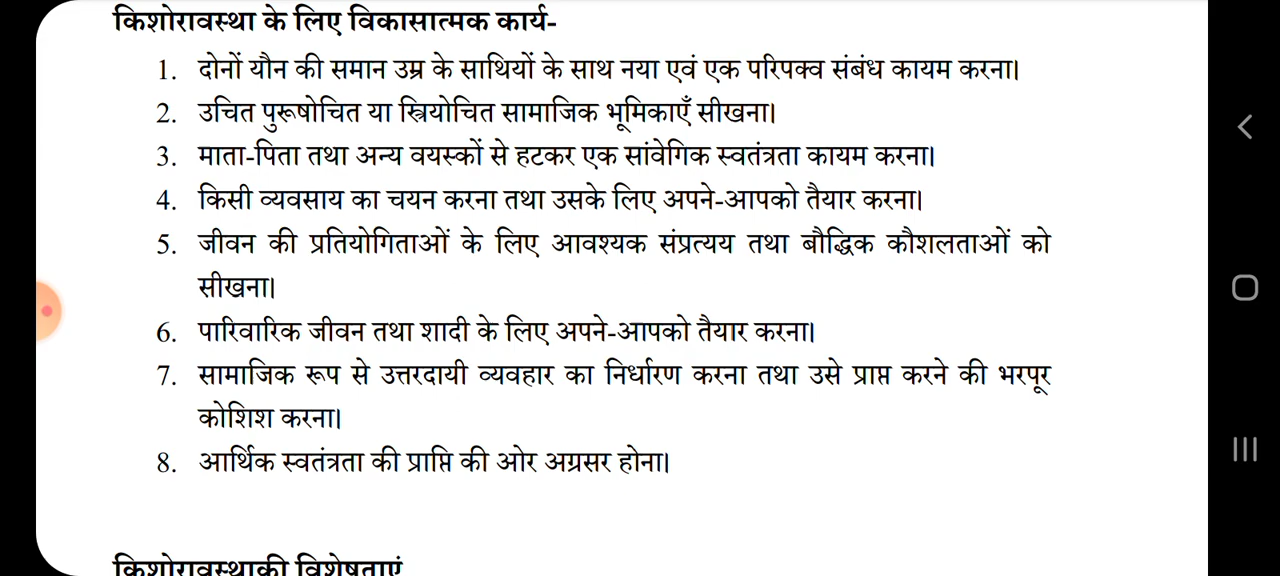 किशोरावस्था के लिए विकासात्मक कार्य-
1. दोनों यौन की समान उम्र के साथियों के साथ नया एवं एक परिपक्व संबंध कायम करना।
2. उचित पुरूषोचित या स्त्रियोचित सामाजिक भूमिकाएँ सीखना।
3. माता-पिता तथा अन्य वयस्कों से हटकर एक सांवेगिक स्वतंत्रता कायम करना।
4. किसी व्यवसाय का चयन करना तथा उसके लिए अपने-आपको तैयार करना।
5. जीवन की प्रतियोगिताओं के लिए आवश्यक संप्रत्यय तथा बौद्धिक कौशलताओं को
सीखना।
6. पारिवारिक जीवन तथा शादी के लिए अपने-आपको तैयार करना।
7. सामाजिक रूप से उत्तरदायी व्यवहार का निर्धारण करना तथा उसे प्राप्त करने की भरपूर
कोशिश करना।
8. आर्थिक स्वतंत्रता की प्राप्ति की ओर अग्रसर होना।
किशोरावस्थाकी विशेषताएं